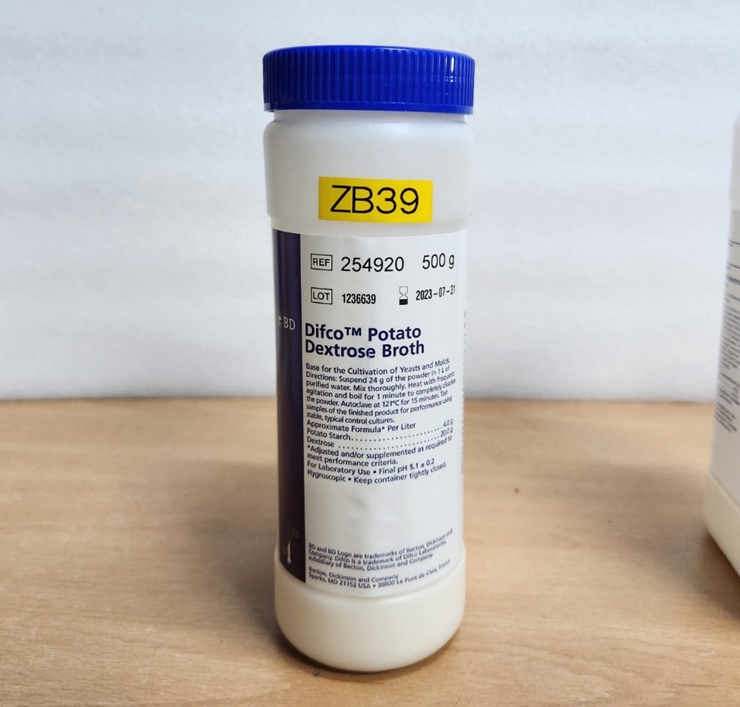 ZB39
REF 254920 500 g
LOT 1236639 2023-07-31
BD
Difco™ Potato
Dextrose Broth
Base for the Cultivation of Yeasts and Molds.
Directions: Suspend 24 g of the powder in 1 L of
purified water. Mix thoroughly. Heat with frequent
agitation and boil for 1 minute to completely dissolve
the powder. Autoclave at 121°C for 15 minutes. Test
samples of the finished product for performance using
stable, typical control cultures.
Approximate Formula* Per Liter
Potato Starch..................... 4.0 g
Dextrose ......................... 20.0 g
*Adjusted and/or supplemented as required to
meet performance criteria.
For Laboratory Use • Final pH 5.1 ± 0.2
Hygroscopic • Keep container tightly closed.
BD and BD Logo are trademarks of Becton, Dickinson and
Company. Difco is a trademark of Difco Laboratories,
subsidiary of Becton, Dickinson and Company.
Becton, Dickinson and Company
Sparks, MD 21152 USA • 38800 Le Pont de Claix, France